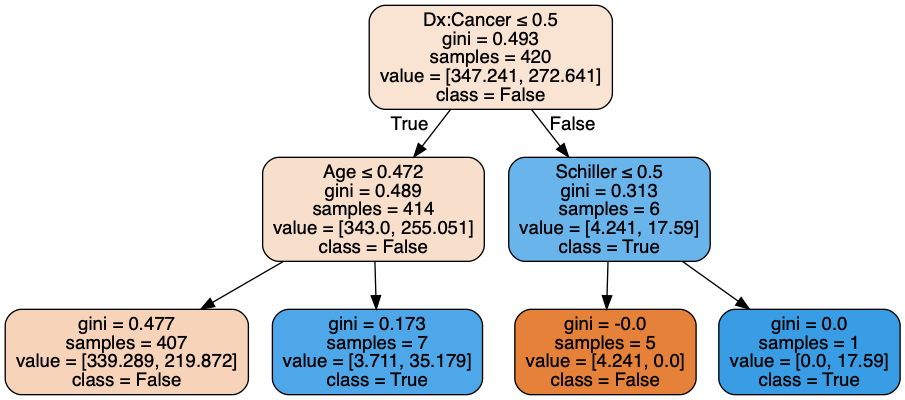 Dx:Cancer ≤ 0.5
gini = 0.493
samples = 420
value = [347.241, 272.641]
class = False
True
False
Age ≤ 0.472
gini = 0.489
samples = 414
value = [343.0, 255.051]
class = False
Schiller ≤ 0.5
gini = 0.313
samples = 6
value = [4.241, 17.59]
class = True
gini = 0.477
samples = 407
value = [339.289, 219.872]
class = False
gini = 0.173
samples = 7
value = [3.711, 35.179]
class = True
gini = -0.0
samples = 5
value = [4.241, 0.0]
class = False
gini = 0.0
samples = 1
value = [0.0, 17.59]
class = True